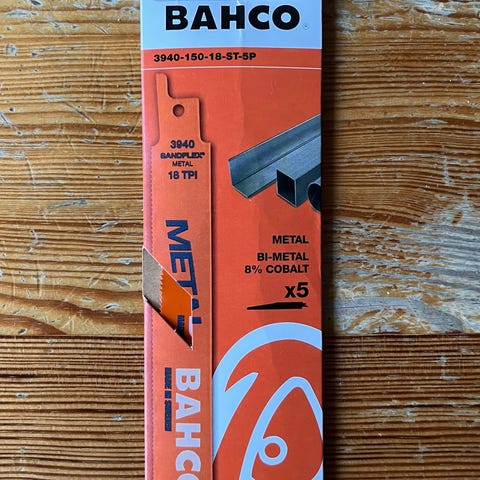 BAHCO
3940-150-18-ST-5P
3940
SANDFLEX®
METAL
18 TPI
METAL
BAHCO
METAL
BI-METAL
8% COBALT
x5